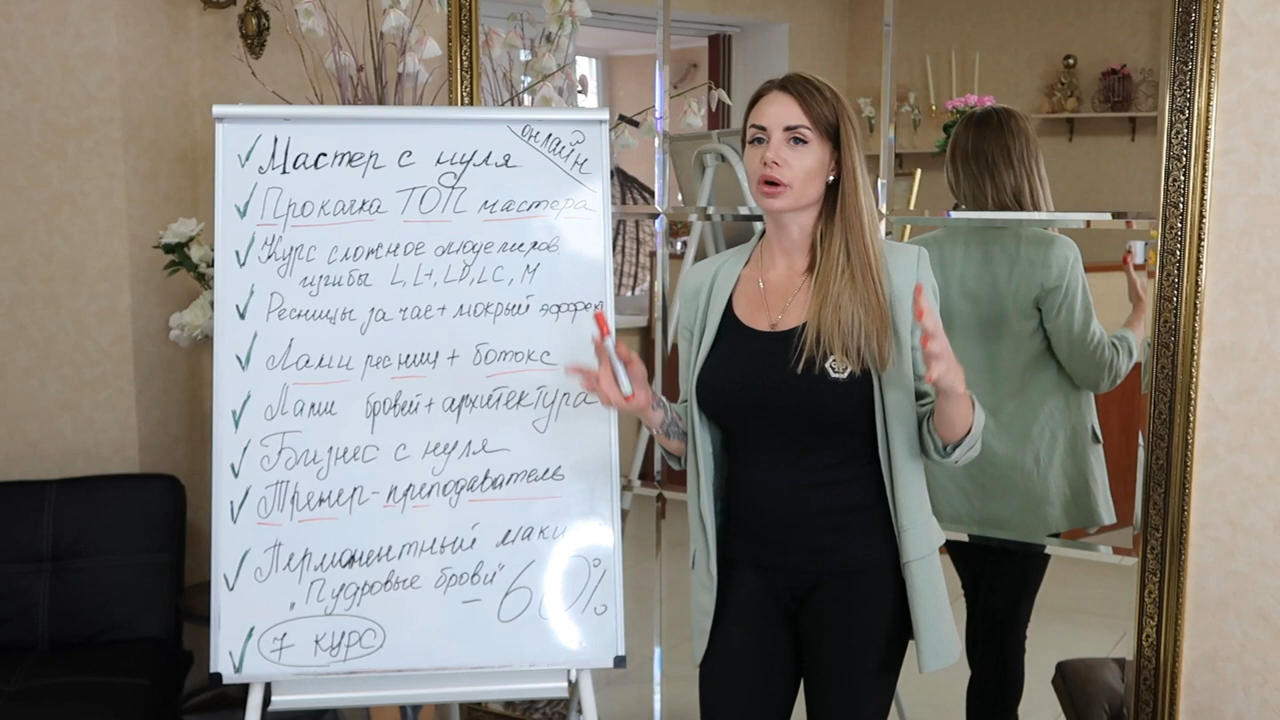 онлайн
Мастер с нуля
Прокачка ТОП мастера
Курс сложное моделиров.
изгибы L, L+, LD, LC, M
Ресницы за час + мокрый эффект
Лами ресниц + ботокс
Лами бровей + архитектура
Бизнес с нуля
Тренер-преподаватель
Перманентный маки
"Пудровые брови"
- 60%
7 курс